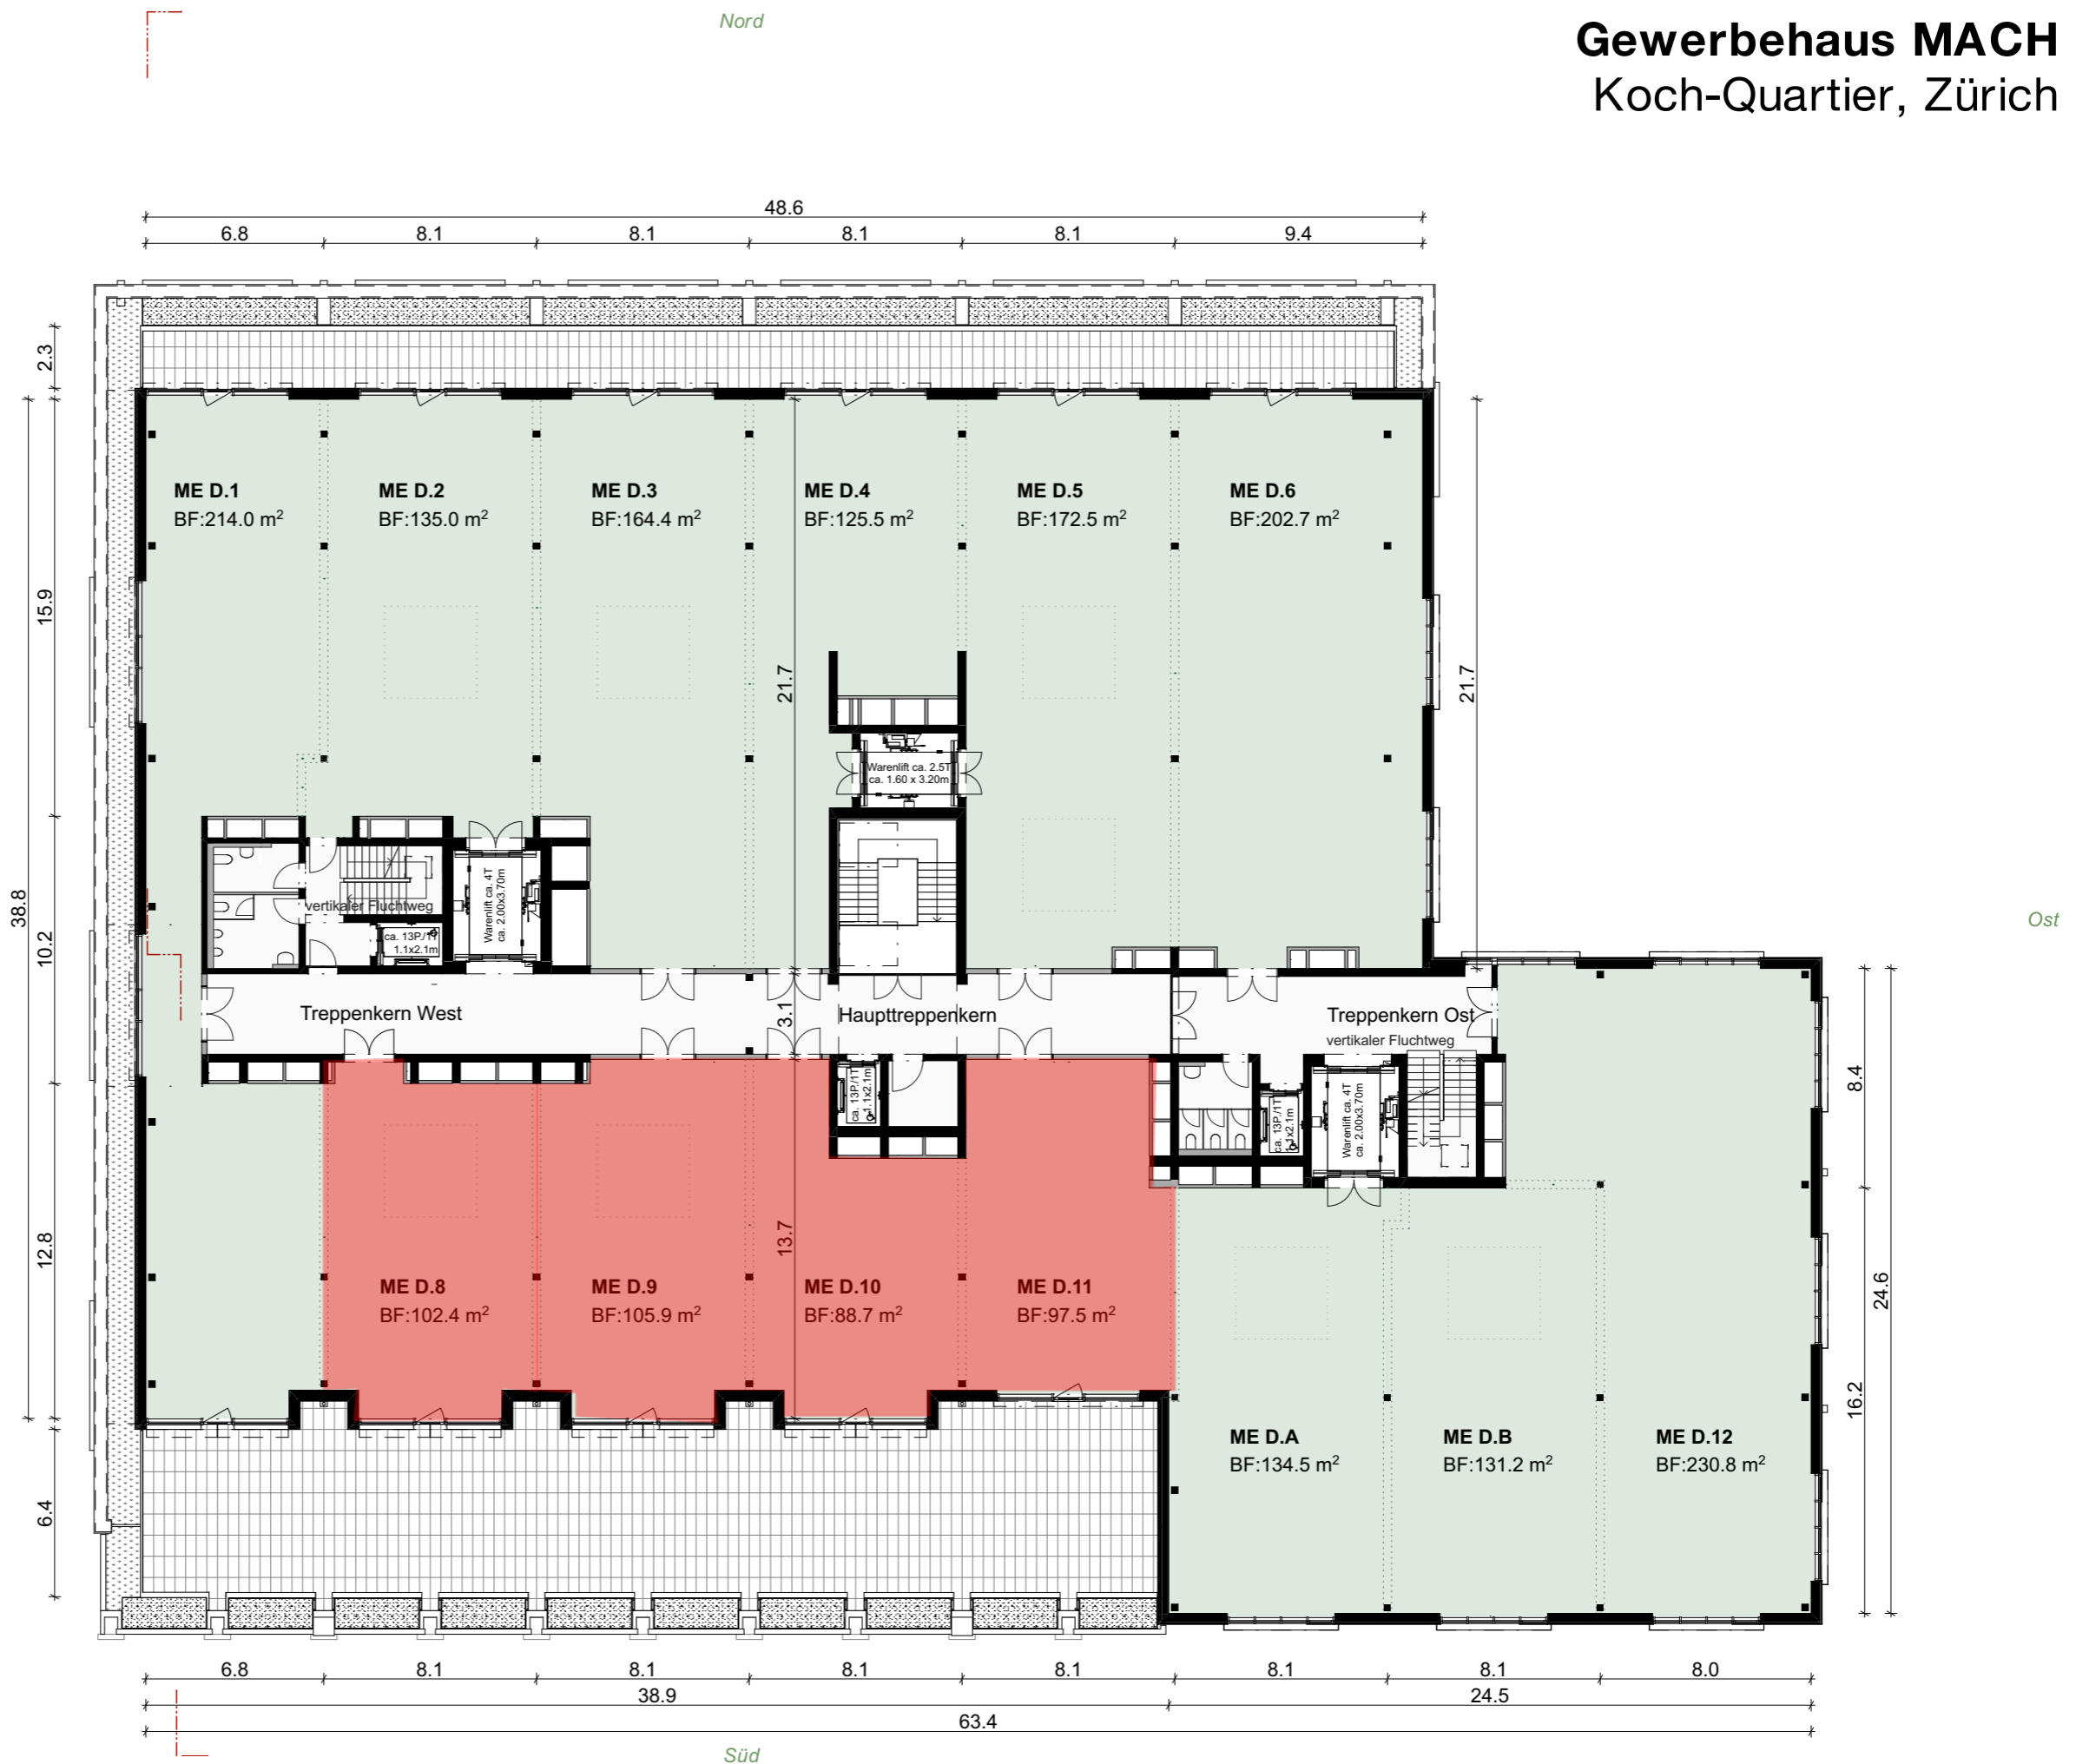 Nord
Gewerbehaus MACH
Koch-Quartier, Zürich
48.6
6.8 8.1 8.1 8.1 8.1 9.4
2.3
ME D.1 ME D.2 ME D.3 ME D.4 ME D.5 ME D.6
BF:214.0 m² BF:135.0 m² BF:164.4 m² BF:125.5 m² BF:172.5 m² BF:202.7 m²
15.9
21.7
21.7
Warenlift ca. 2.5T
ca. 1.60 x 3.20m
38.8
10.2
vertikaler Fluchtweg
ca. 13P./1T
1.1x2.1m
Warenlift ca. 4T
ca. 2.00x3.70m
Ost
Treppenkern West
3.1
Haupttreppenkern
Treppenkern Ost
vertikaler Fluchtweg
ca. 13P./1T
1.1x2.1m
ca. 13P./1T
1.1x2.1m
Warenlift ca. 4T
ca. 2.00x3.70m
8.4
12.8
13.7
24.6
ME D.8 ME D.9 ME D.10 ME D.11
BF:102.4 m² BF:105.9 m² BF:88.7 m² BF:97.5 m²
16.2
ME D.A ME D.B ME D.12
BF:134.5 m² BF:131.2 m² BF:230.8 m²
6.4
6.8 8.1 8.1 8.1 8.1 8.1 8.1 8.0
38.9 24.5
63.4
Süd